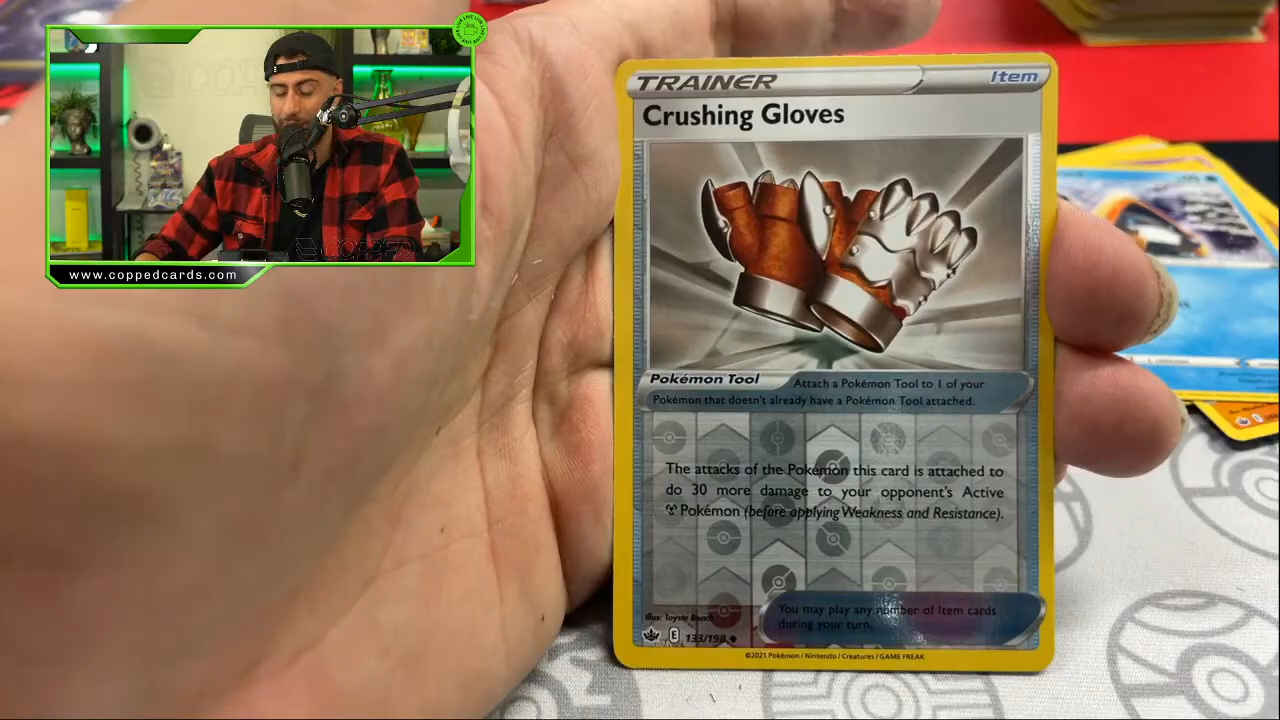 www.coppedcards.com
COPPED
TRAINER
Item
Crushing Gloves
Pokémon Tool
Attach a Pokémon Tool to 1 of your
Pokémon that doesn't already have a Pokémon Tool attached.
The attacks of the Pokémon this card is attached to
do 30 more damage to your opponent's Active
Pokémon (before applying Weakness and Resistance).
You may play any number of Item cards
during your turn.
Illus. Toyste Beach
E 133/198
©2021 Pokémon / Nintendo / Creatures / GAME FREAK